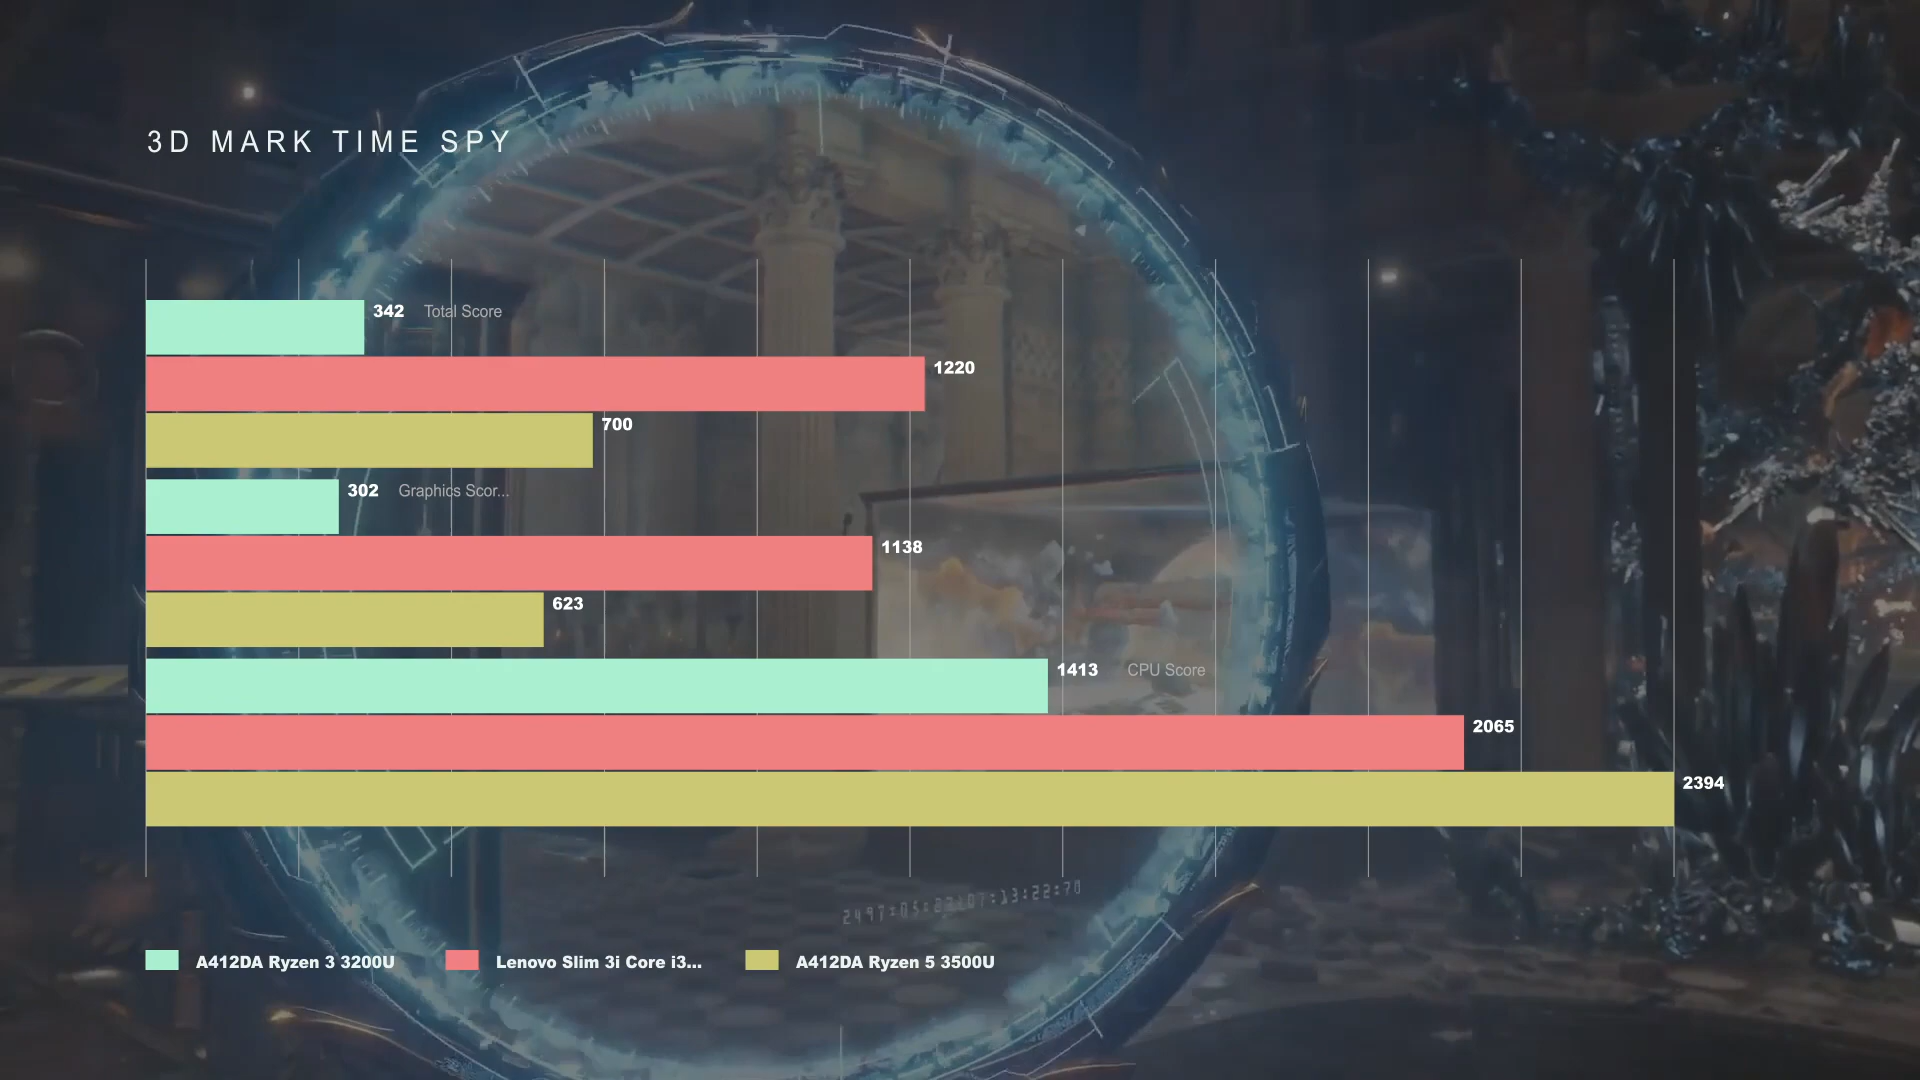 3D MARK TIME SPY
342 Total Score
1220
700
302 Graphics Scor...
1138
623
1413 CPU Score
2065
2394
A412DA Ryzen 3 3200U
Lenovo Slim 3i Core i3...
A412DA Ryzen 5 3500U